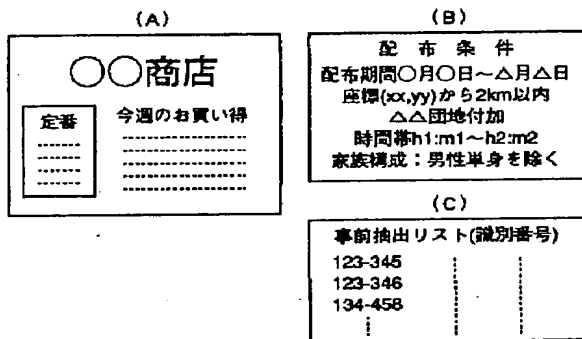 (A)
○○商店
定番
今週のお買い得
(B)
配布条件
配布期間○月○日～△月△日
座標(xx,yy)から2km以内
△△団地付加
時間帯h1:m1～h2:m2
家族構成：男性単身を除く
(C)
事前抽出リスト(識別番号)
123-345
123-346
134-458